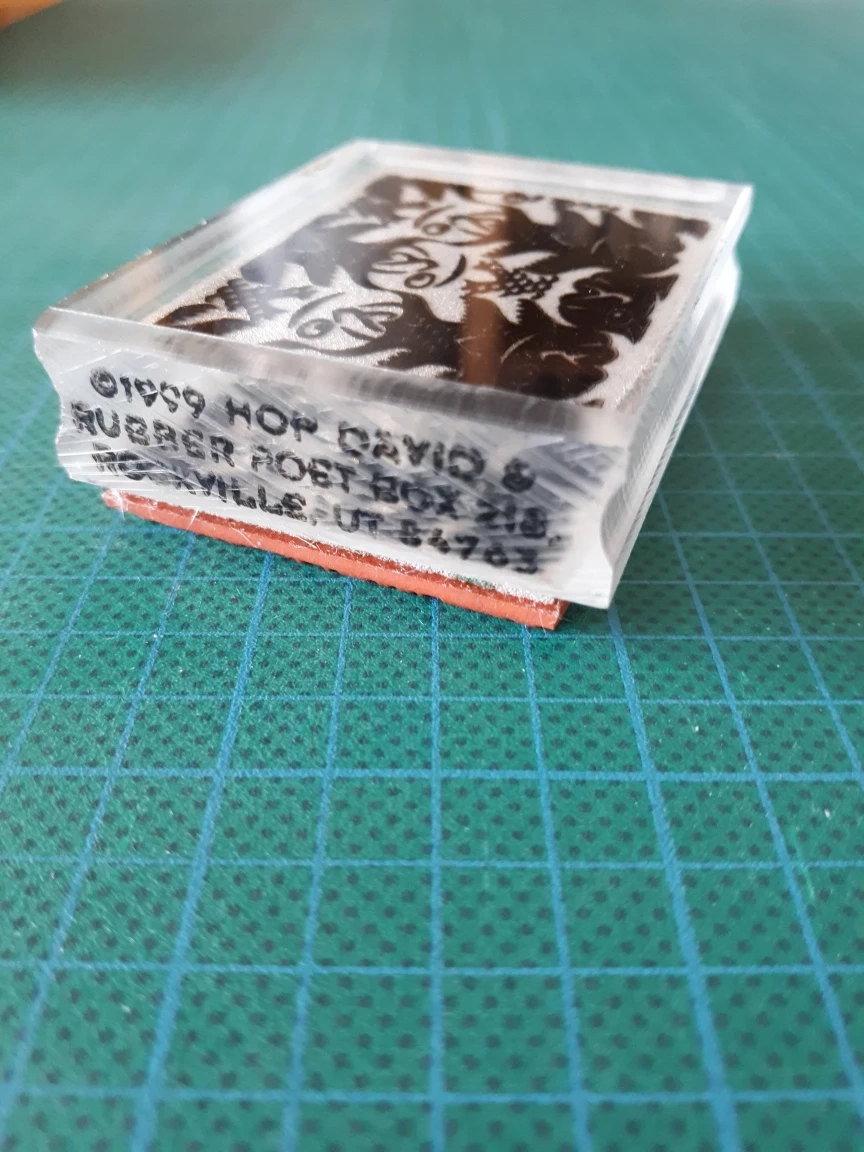 ©1999 HOP DAVID &
RUBBER POET BOX 218,
ROCKVILLE, UT 84763